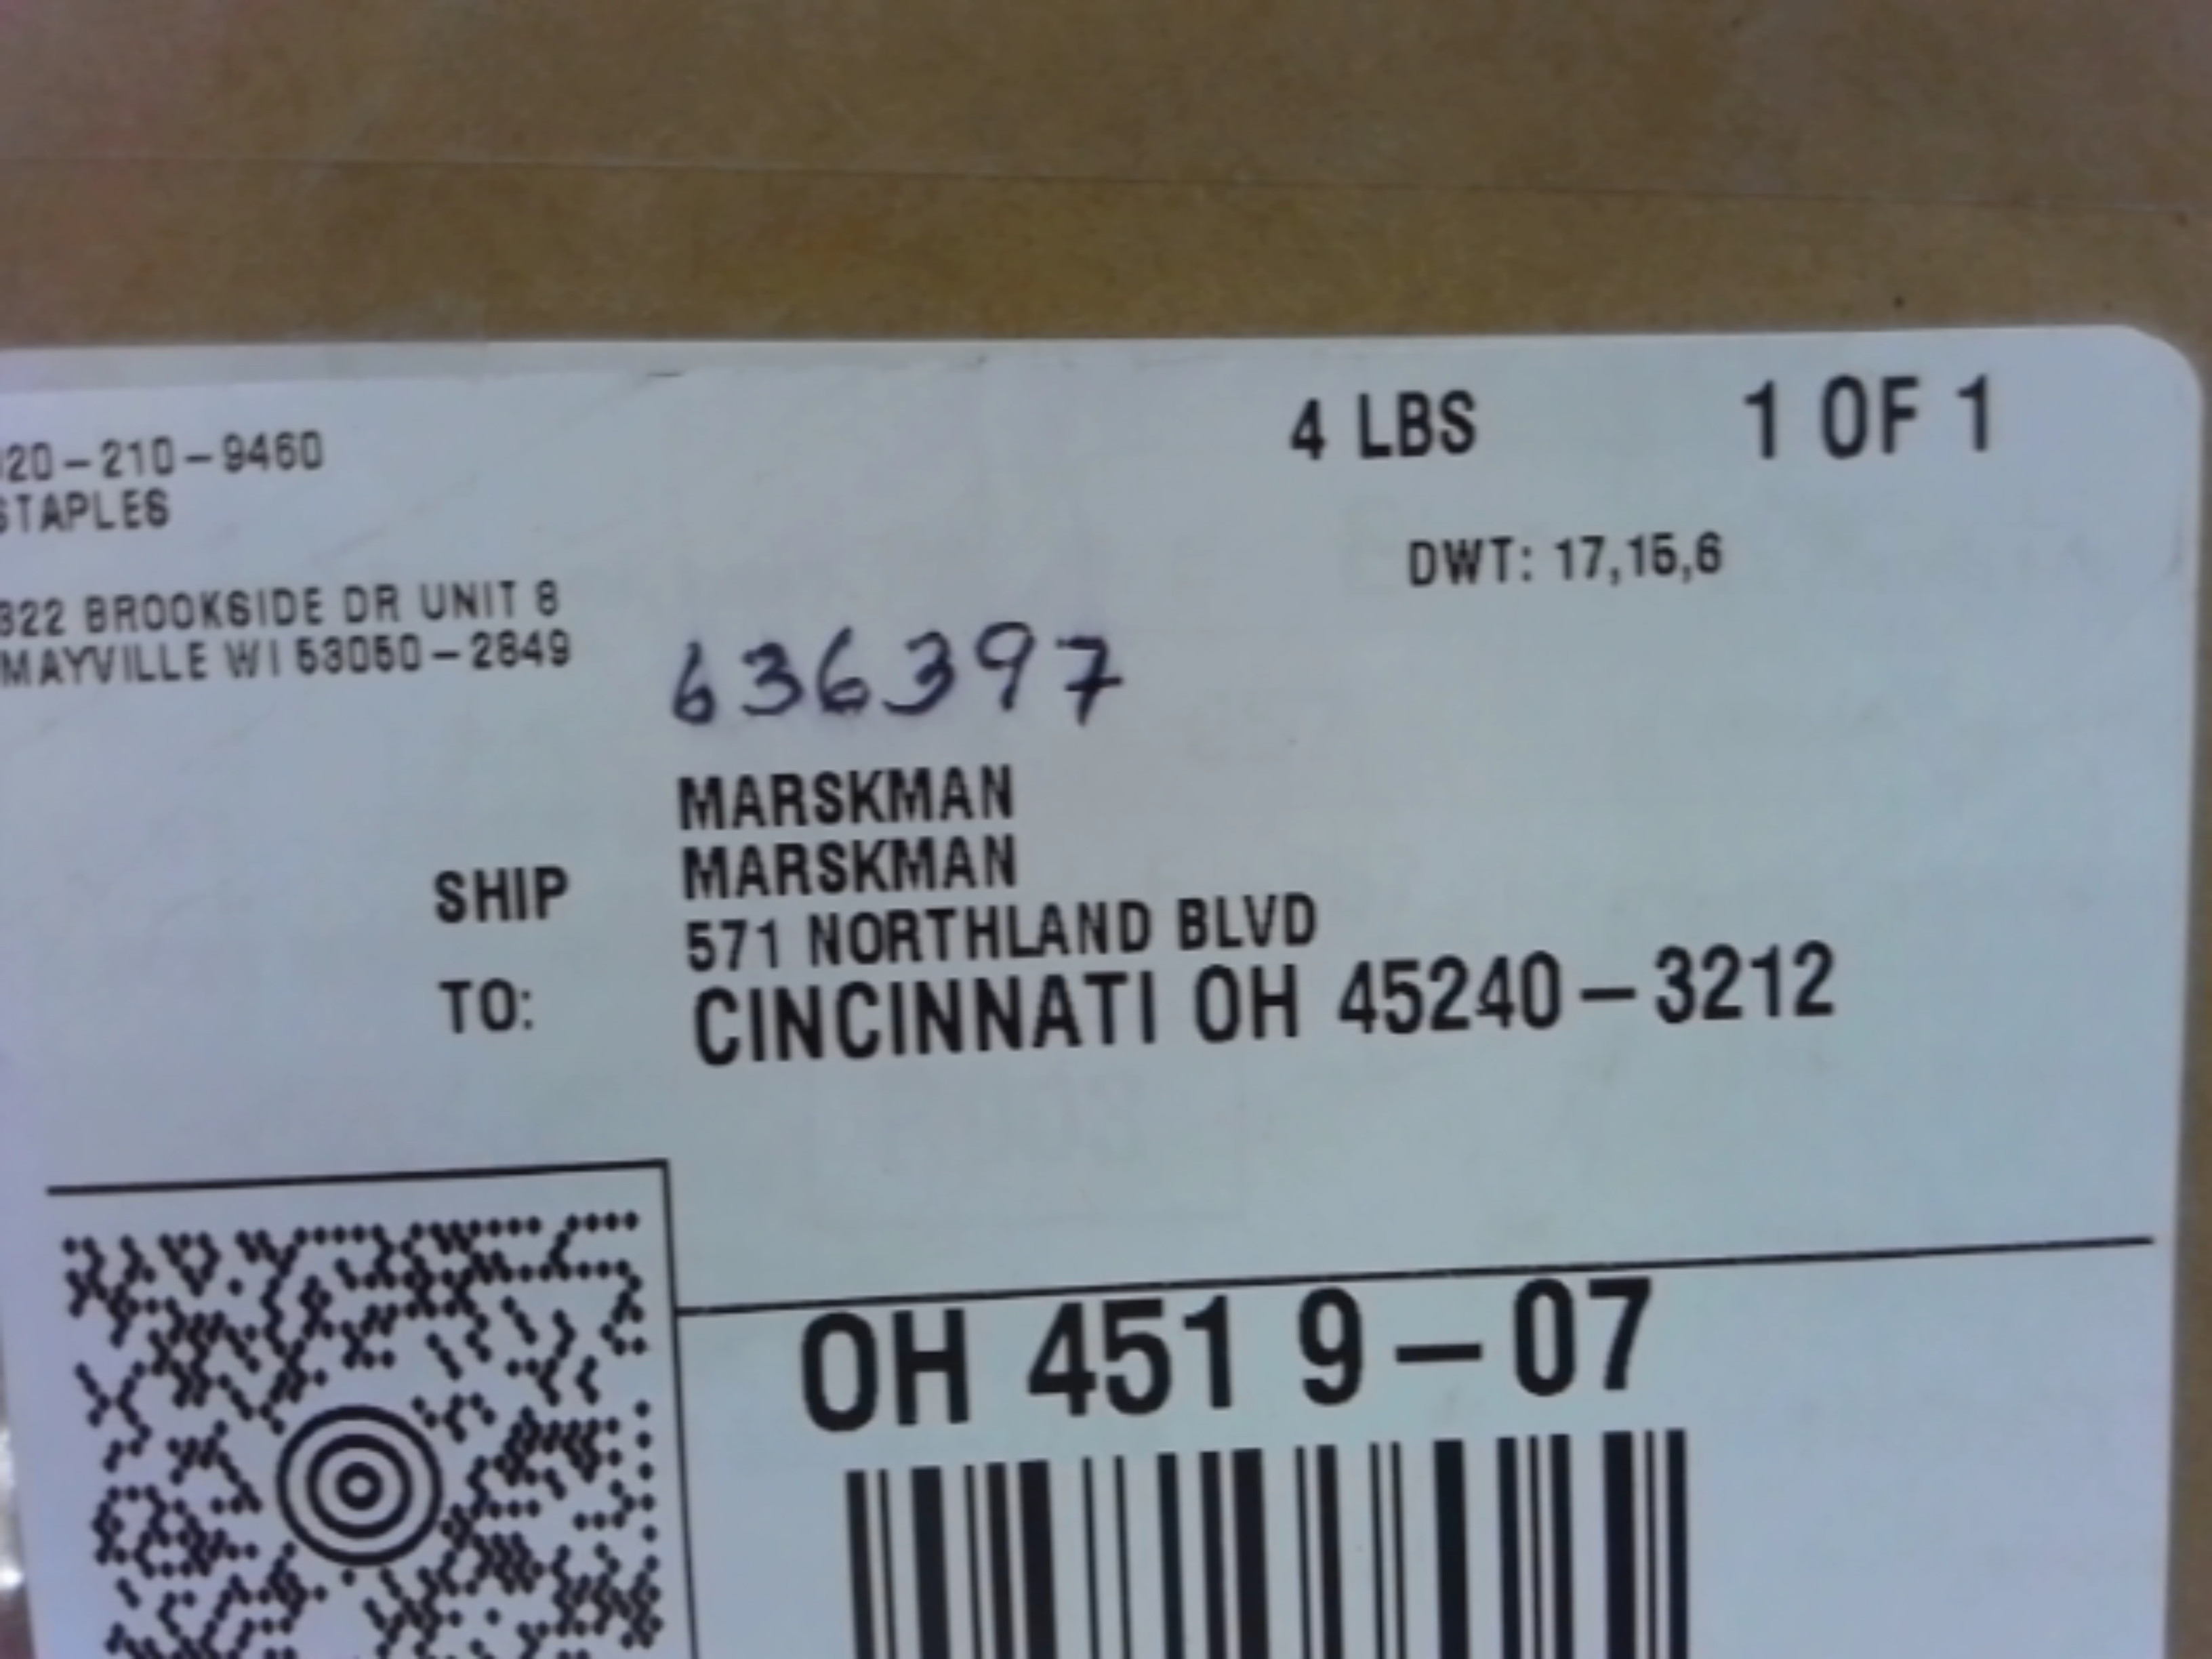 20-210-9460
STAPLES
322 BROOKSIDE DR UNIT 8
MAYVILLE WI 53050-2849
4 LBS
1 OF 1
DWT: 17,15,6
636397
SHIP
TO:
MARSKMAN
MARSKMAN
571 NORTHLAND BLVD
CINCINNATI OH 45240-3212
OH 451 9-07